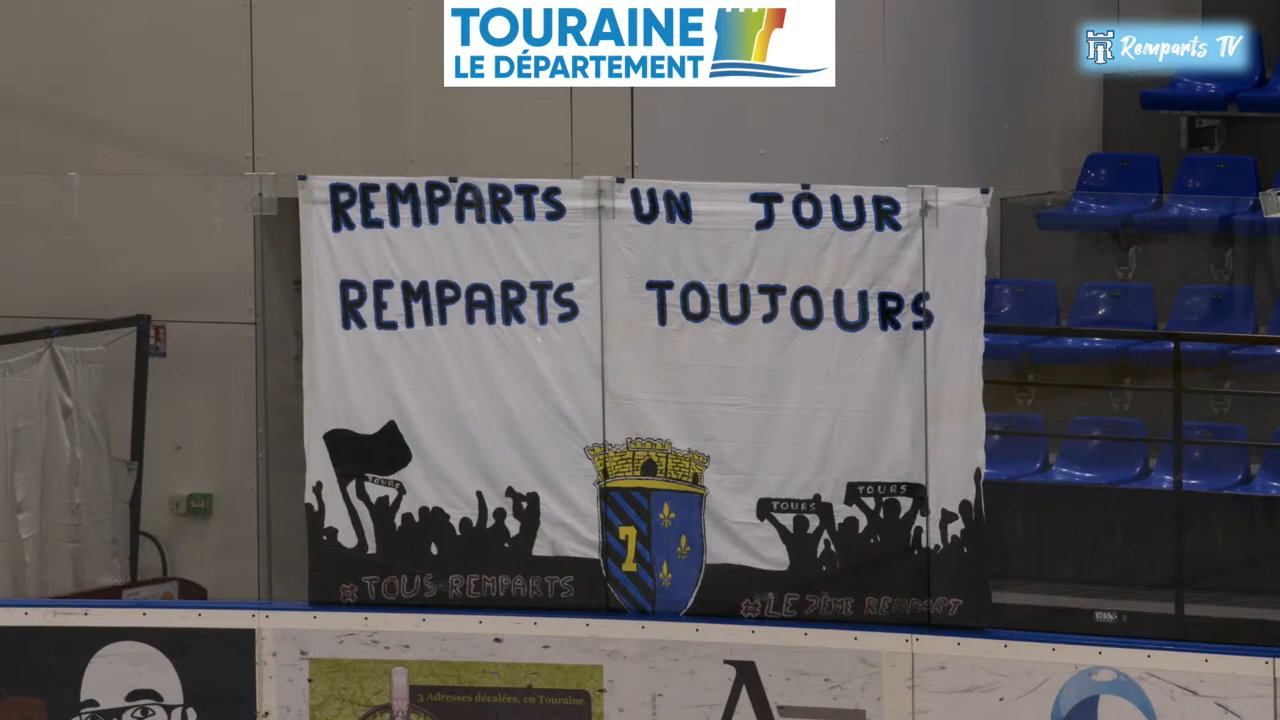 TOURAINE
LE DÉPARTEMENT
Remparts TV
REMPARTS UN JOUR
REMPARTS TOUJOURS
TOURS
TOURS
TOURS
7
#TOUS REMPARTS
#LE 7ÈME REMPART
3 Adresses décalées, en Touraine
A